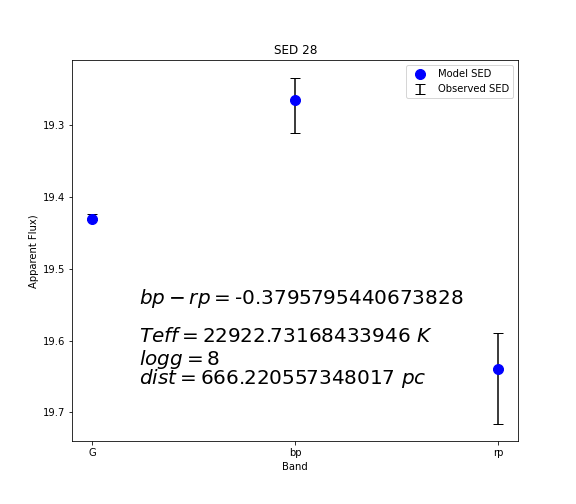 SED 28
Model SED
Observed SED
19.3
19.4
19.5
19.6
19.7
Apparent Flux)
bp − rp = -0.3795795440673828
Teff = 22922.73168433946 K
logg = 8
dist = 666.220557348017 pc
G bp rp
Band